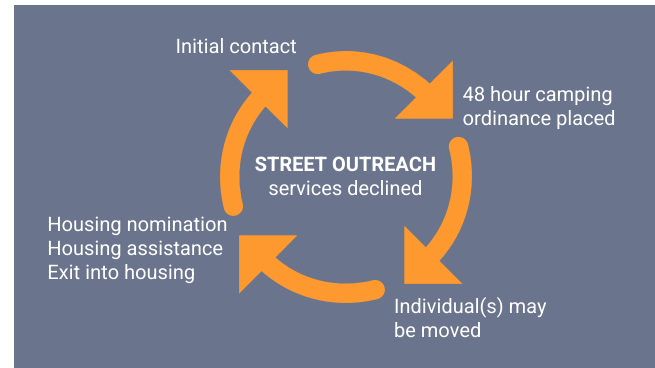 Initial contact
48 hour camping
ordinance placed
STREET OUTREACH
services declined
Housing nomination
Housing assistance
Exit into housing
Individual(s) may
be moved